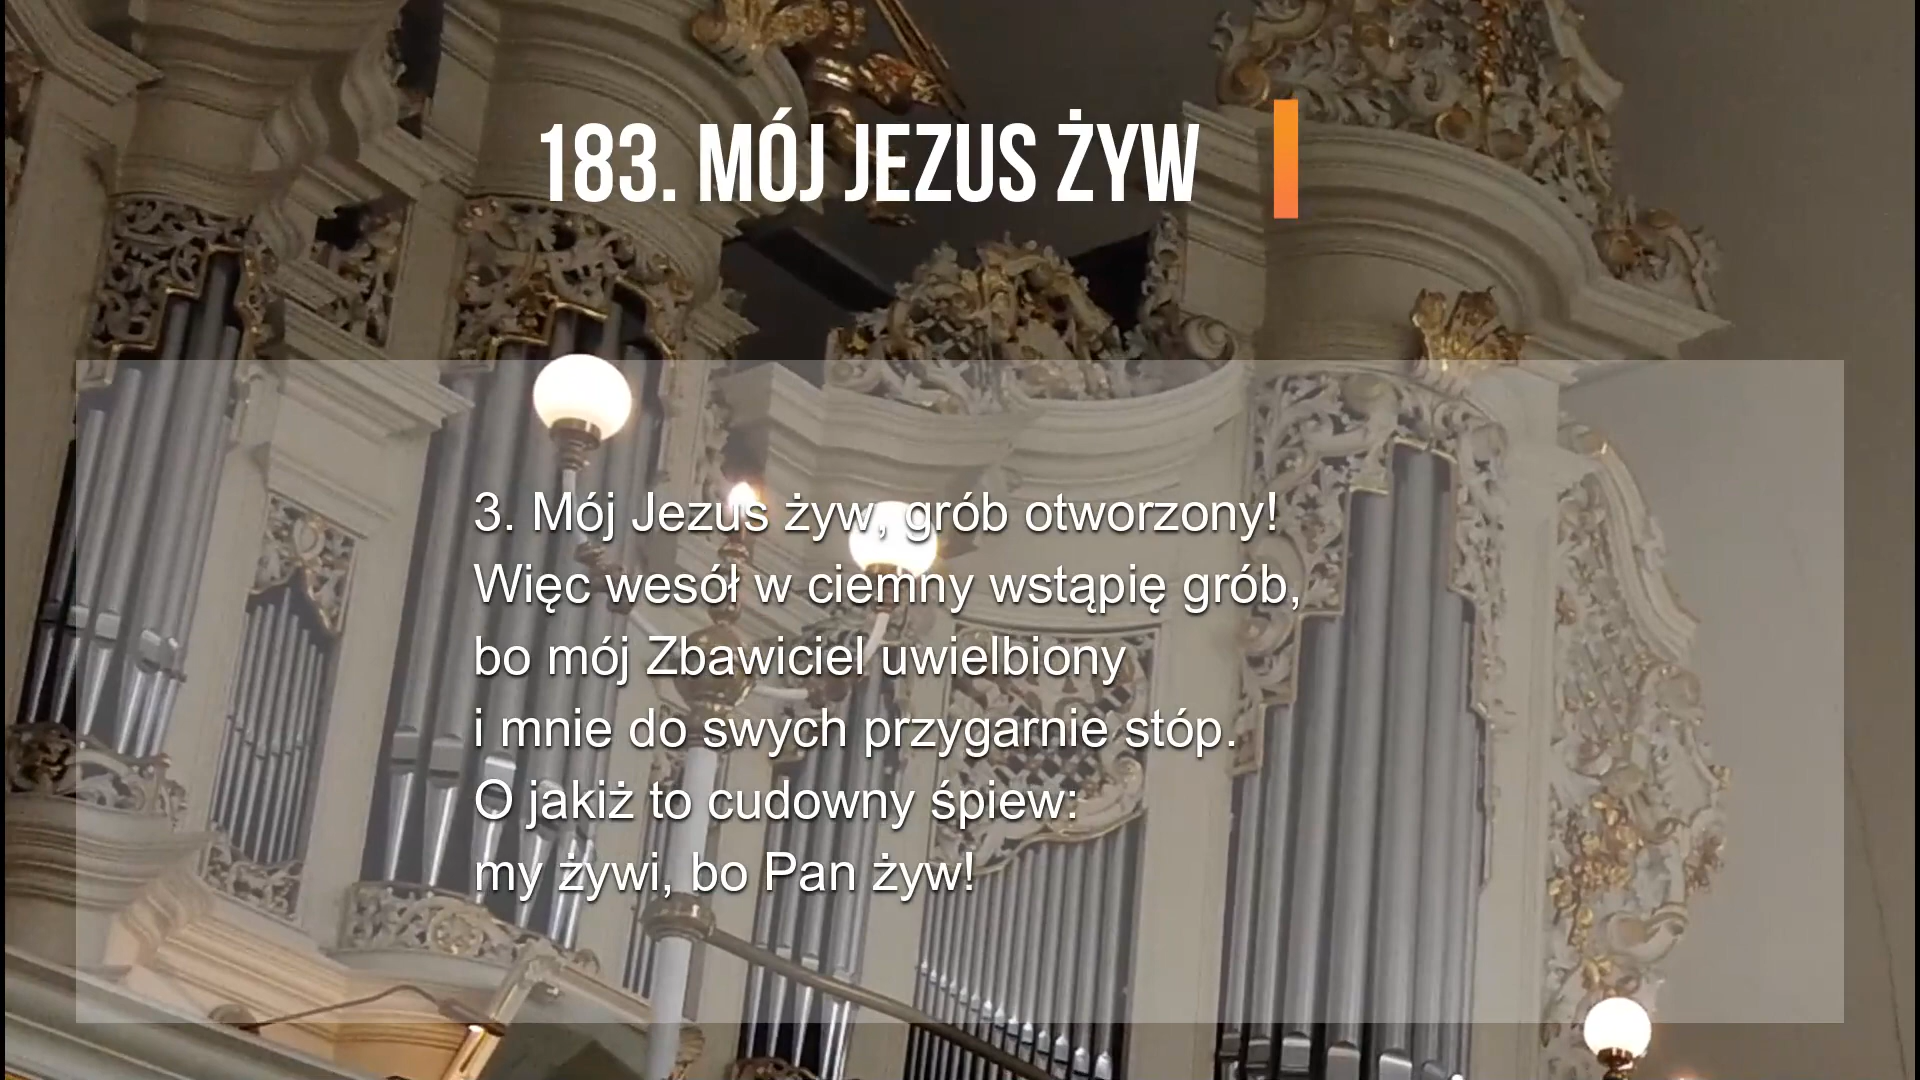 183. MÓJ JEZUS ŻYW
3. Mój Jezus żyw, grób otworzony!
Więc wesół w ciemny wstąpię grób,
bo mój Zbawiciel uwielbiony
i mnie do swych przygarnie stóp.
O jakiż to cudowny śpiew:
my żywi, bo Pan żyw!